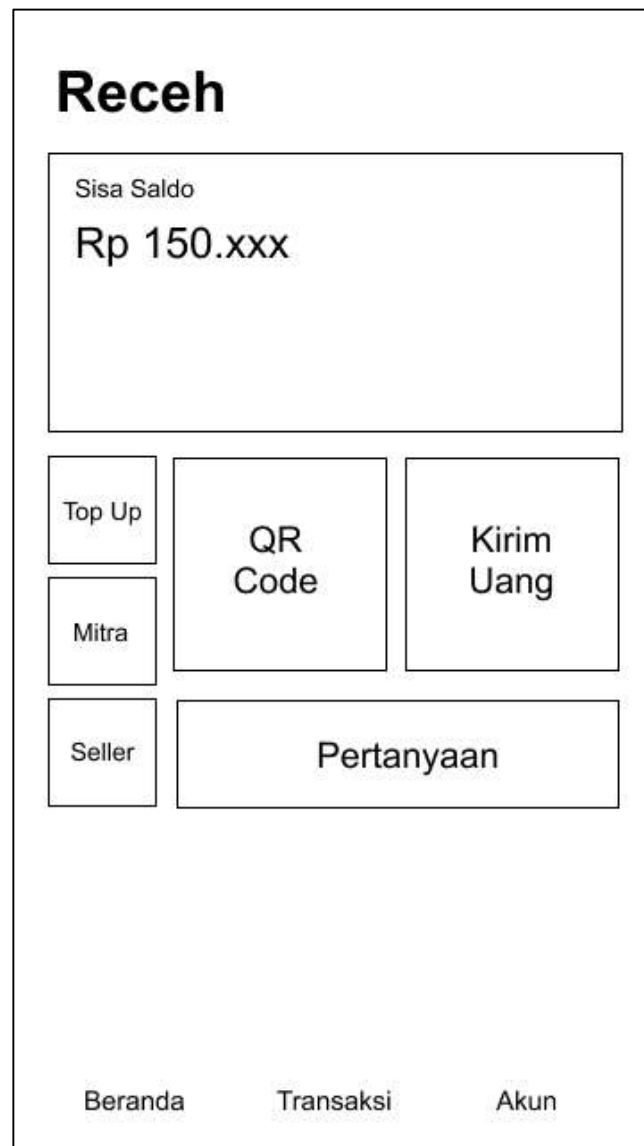 Receh
Sisa Saldo
Rp 150.xxx
Top Up
QR
Code
Kirim
Uang
Mitra
Seller
Pertanyaan
Beranda
Transaksi
Akun